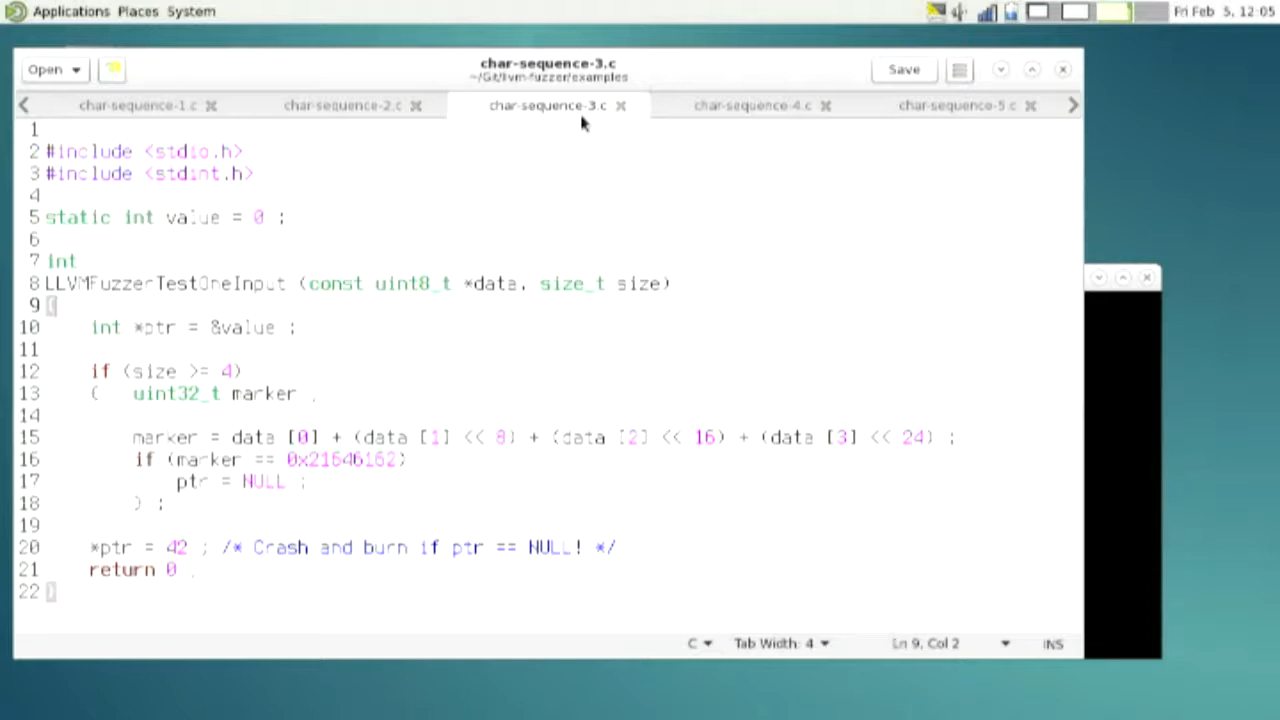 Applications Places System
Fri Feb 5, 12:05
Open
char-sequence-3.c
~/Git/llvm-fuzzer/examples
Save
char-sequence-1.c
char-sequence-2.c
char-sequence-3.c
char-sequence-4.c
char-sequence-5.c
1
2 #include <stdio.h>
3 #include <stdint.h>
4
5 static int value = 0 ;
6
7 int
8 LLVMFuzzerTestOneInput (const uint8_t *data, size_t size)
9 {
10 int *ptr = &value ;
11
12 if (size >= 4)
13 { uint32_t marker ;
14
15 marker = data [0] + (data [1] << 8) + (data [2] << 16) + (data [3] << 24) ;
16 if (marker == 0x21646162)
17 ptr = NULL ;
18 } ;
19
20 *ptr = 42 ; /* Crash and burn if ptr == NULL! */
21 return 0 ;
22 }
C Tab Width: 4 Ln 9, Col 2 INS